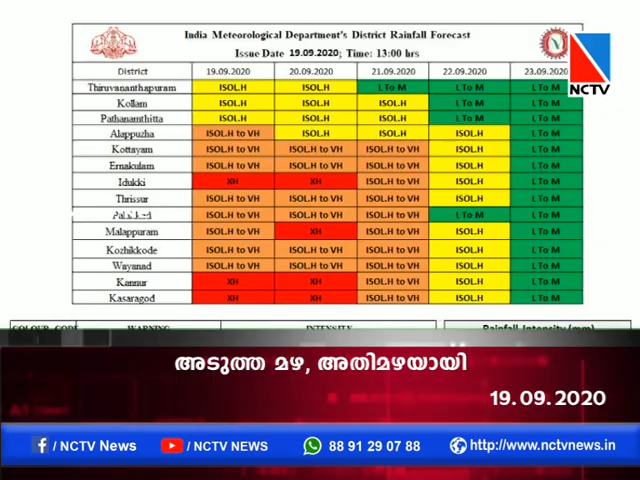 India Meteorological Department's District Rainfall Forecast
Issue Date 19.09.2020; Time: 13:00 hrs
NCTV
District 19.09.2020 20.09.2020 21.09.2020 22.09.2020 23.09.2020
Thiruvananthapuram ISOL.H ISOL.H L To M L To M L To M
Kollam ISOL.H ISOL.H ISOL.H L To M L To M
Pathanamthitta ISOL.H ISOL.H ISOL.H L To M L To M
Alappuzha ISOL.H to VH ISOL.H ISOL.H ISOL.H L To M
Kottayam ISOL.H to VH ISOL.H to VH ISOL.H to VH ISOL.H L To M
Ernakulam ISOL.H to VH ISOL.H to VH ISOL.H to VH ISOL.H L To M
Idukki XH XH ISOL.H to VH ISOL.H L To M
Thrissur ISOL.H to VH ISOL.H to VH ISOL.H to VH ISOL.H L To M
ISOL.H to VH ISOL.H to VH ISOL.H to VH L To M L To M
Malappuram ISOL.H to VH XH ISOL.H to VH ISOL.H L To M
Kozhikkode ISOL.H to VH ISOL.H to VH ISOL.H to VH ISOL.H L To M
Wayanad ISOL.H to VH ISOL.H to VH ISOL.H to VH ISOL.H L To M
Kannur XH XH ISOL.H to VH ISOL.H L To M
Kasaragod XH XH ISOL.H to VH ISOL.H L To M
COLOUR CODE WARNING INTENSITY Rainfall Intensity (mm)
അടുത്ത മഴ, അതിമഴയായി
19.09.2020
/ NCTV News / NCTV NEWS 88 91 29 07 88 http://www.nctvnews.in